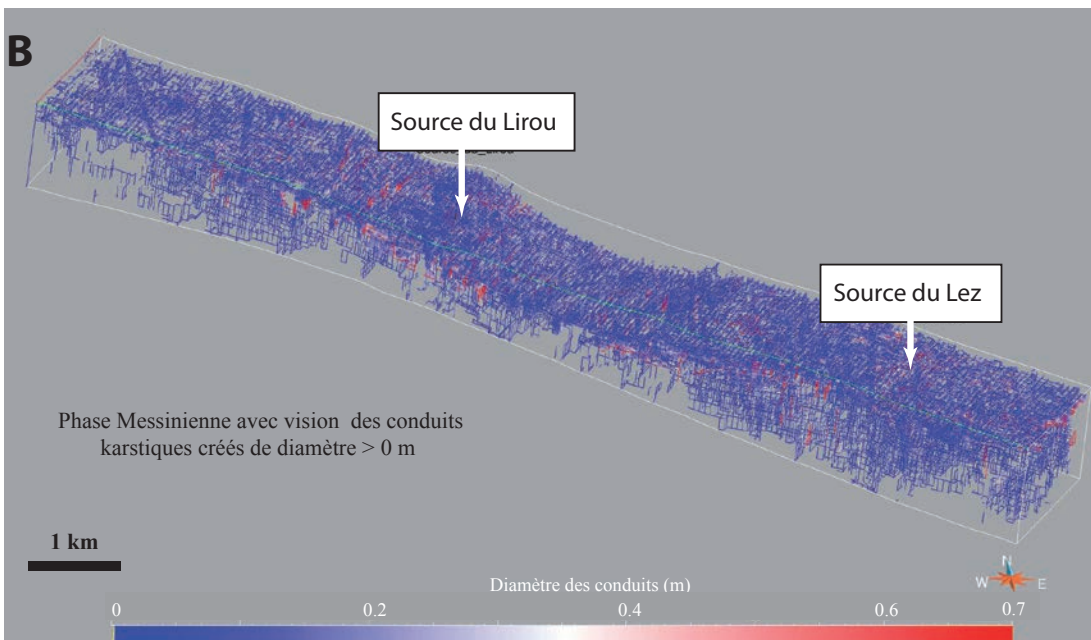 B
Source du Lirou
Source du Lez
Phase Messinienne avec vision des conduits
karstiques créés de diamètre > 0 m
1 km
N
W E
Diamètre des conduits (m)
0 0.2 0.4 0.6 0.7